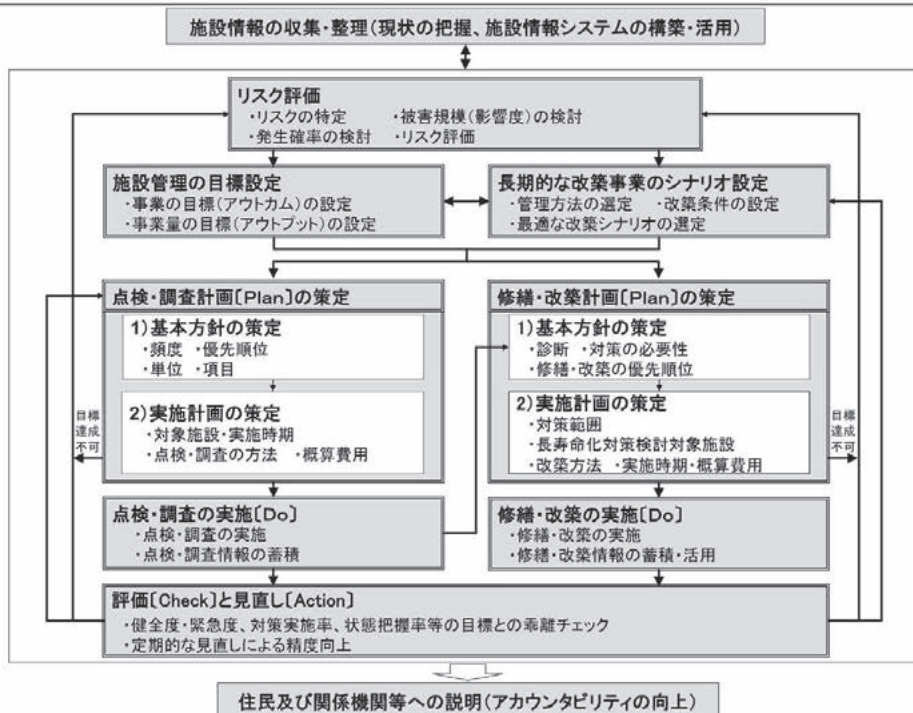 施設情報の収集・整理(現状の把握、施設情報システムの構築・活用)
リスク評価
・リスクの特定 ・被害規模(影響度)の検討
・発生確率の検討 ・リスク評価
施設管理の目標設定
・事業の目標(アウトカム)の設定
・事業量の目標(アウトプット)の設定
長期的な改築事業のシナリオ設定
・管理方法の選定 ・改築条件の設定
・最適な改築シナリオの選定
点検・調査計画[Plan]の策定
1)基本方針の策定
・頻度 ・優先順位
・単位 ・項目
2)実施計画の策定
・対象施設・実施時期
・点検・調査の方法 ・概算費用
目標
達成
不可
点検・調査の実施[Do]
・点検・調査の実施
・点検・調査情報の蓄積
修繕・改築計画[Plan]の策定
1)基本方針の策定
・診断 ・対策の必要性
・修繕・改築の優先順位
2)実施計画の策定
・対策範囲
・長寿命化対策検討対象施設
・改築方法 ・実施時期・概算費用
目標
達成
不可
修繕・改築の実施[Do]
・修繕・改築の実施
・修繕・改築情報の蓄積・活用
評価[Check]と見直し[Action]
・健全度・緊急度、対策実施率、状態把握率等の目標との乖離チェック
・定期的な見直しによる精度向上
住民及び関係機関等への説明(アカウンタビリティの向上)